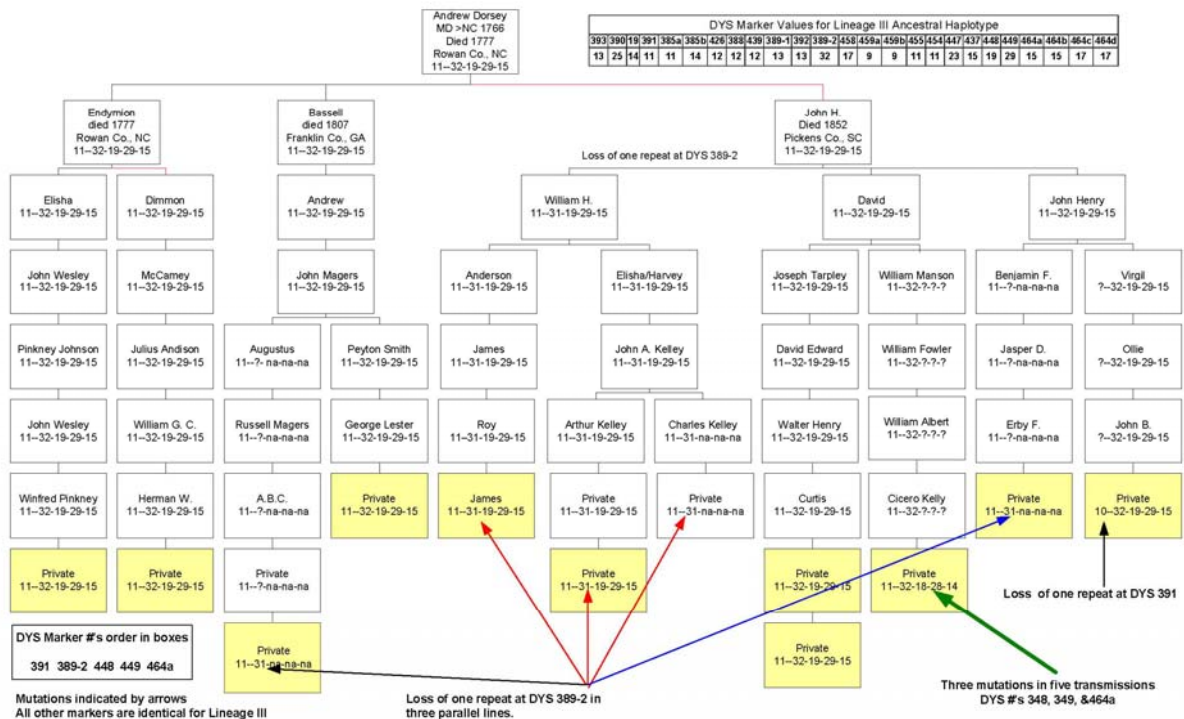 Andrew Dorsey
MD >NC 1766
Died 1777
Rowan Co., NC
11--32-19-29-15
DYS Marker Values for Lineage III Ancestral Haplotype
393 390 19 391 385a 385b 426 388 439 389-1 392 389-2 458 459a 459b 455 454 447 437 448 449 464a 464b 464c 464d
13 25 14 11 11 14 12 12 12 13 13 32 17 9 9 11 11 23 15 19 29 15 15 17 17
Endymion
died 1777
Rowan Co., NC
11--32-19-29-15
Bassell
died 1807
Franklin Co., GA
11--32-19-29-15
John H.
Died 1852
Pickens Co., SC
11--32-19-29-15
Loss of one repeat at DYS 389-2
Elisha
11--32-19-29-15
Dimmon
11--32-19-29-15
Andrew
11--32-19-29-15
William H.
11--31-19-29-15
David
11--32-19-29-15
John Henry
11--32-19-29-15
John Wesley
11--32-19-29-15
McCamey
11--32-19-29-15
John Magers
11--32-19-29-15
Anderson
11--31-19-29-15
Elisha/Harvey
11--31-19-29-15
Joseph Tarpley
11--32-19-29-15
William Manson
11--32-?-?-?
Benjamin F.
11--?-na-na-na
Virgil
?--32-19-29-15
Pinkney Johnson
11--32-19-29-15
Julius Andison
11--32-19-29-15
Augustus
11--?- na-na-na
Peyton Smith
11--32-19-29-15
James
11--31-19-29-15
John A. Kelley
11--31-19-29-15
David Edward
11--32-19-29-15
William Fowler
11--32-?-?-?
Jasper D.
11--?-na-na-na
Ollie
?--32-19-29-15
John Wesley
11--32-19-29-15
William G. C.
11--32-19-29-15
Russell Magers
11--?-na-na-na
George Lester
11--32-19-29-15
Roy
11--31-19-29-15
Arthur Kelley
11--31-19-29-15
Charles Kelley
11--31-na-na-na
Walter Henry
11--32-19-29-15
William Albert
11--32-?-?-?
Erby F.
11--?-na-na-na
John B.
?--32-19-29-15
Winfred Pinkney
11--32-19-29-15
Herman W.
11--32-19-29-15
A.B.C.
11--?-na-na-na
Private
11--32-19-29-15
James
11--31-19-29-15
Private
11--31-19-29-15
Private
11--31-na-na-na
Curtis
11--32-19-29-15
Cicero Kelly
11--32-?-?-?
Private
11--31-na-na-na
Private
10--32-19-29-15
Private
11--32-19-29-15
Private
11--32-19-29-15
Private
11--?-na-na-na
Private
11--31-19-29-15
Private
11--32-19-29-15
Private
11--32-18-28-14
Loss of one repeat at DYS 391
DYS Marker #'s order in boxes
391 389-2 448 449 464a
Private
11--31-na-na-na
Private
11--32-19-29-15
Mutations indicated by arrows
All other markers are identical for Lineage III
Loss of one repeat at DYS 389-2 in
three parallel lines.
Three mutations in five transmissions
DYS #'s 348, 349, &464a